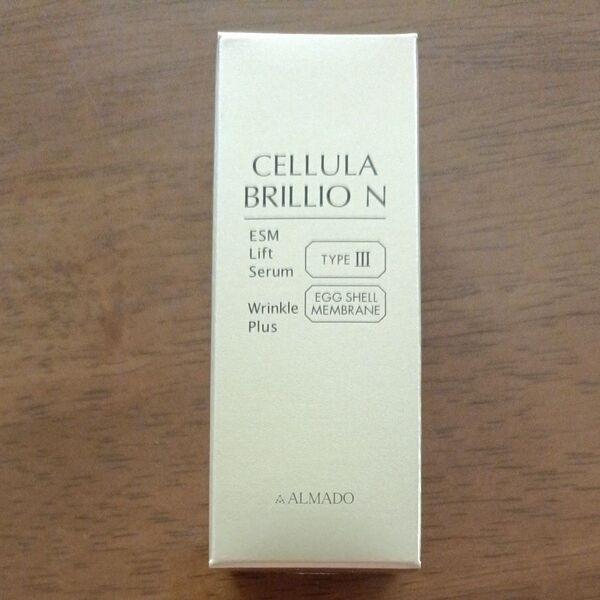 CELLULA
BRILLIO N
ESM
Lift
Serum
TYPE III
Wrinkle
Plus
EGG SHELL
MEMBRANE
ALMADO